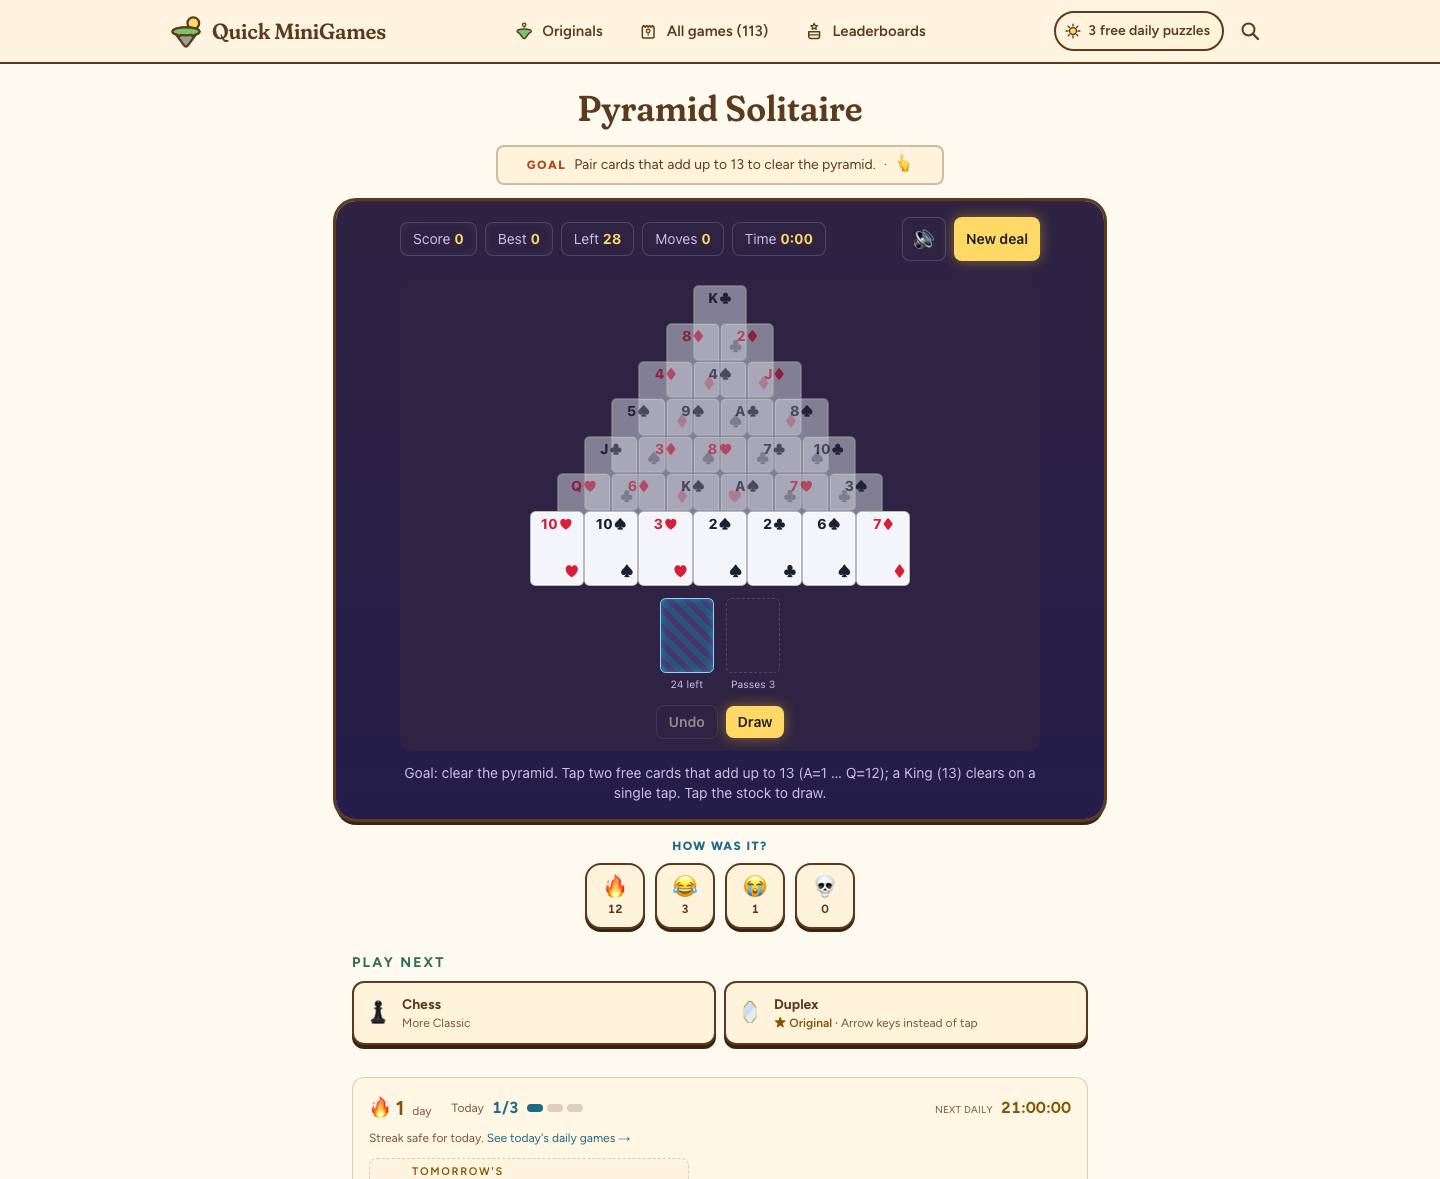 Quick MiniGames
Originals
All games (113)
Leaderboards
3 free daily puzzles
Pyramid Solitaire
GOAL Pair cards that add up to 13 to clear the pyramid. ·
Score 0
Best 0
Left 28
Moves 0
Time 0:00
New deal
K♣
8♦ 2♦
4♦ 4♠ J♦
5♠ 9♠ A♣ 8♠
J♣ 3♦ 8♥ 7♣ 10♣
Q♥ 6♦ K♠ A♠ 7♥ 3♠
10♥ 10♠ 3♥ 2♠ 2♣ 6♠ 7♦
24 left
Passes 3
Undo
Draw
Goal: clear the pyramid. Tap two free cards that add up to 13 (A=1 … Q=12); a King (13) clears on a
single tap. Tap the stock to draw.
HOW WAS IT?
12
3
1
0
PLAY NEXT
Chess
More Classic
Duplex
★ Original · Arrow keys instead of tap
1 day
Today 1/3
NEXT DAILY 21:00:00
Streak safe for today. See today's daily games →
TOMORROW'S